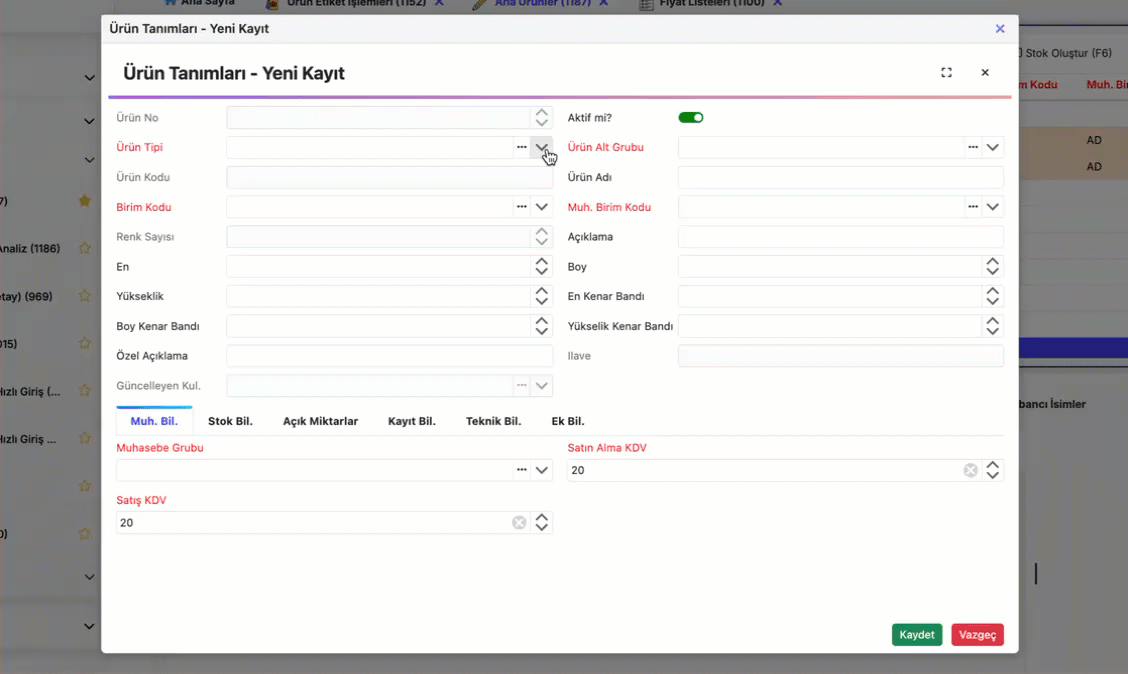 Ana Sayfa Ürün Etiket İşlemleri (1152) Ana Ürünler (1187) Fiyat Listeleri (1100)
Ürün Tanımları - Yeni Kayıt
Ürün Tanımları - Yeni Kayıt
Stok Oluştur (F6)
m Kodu Muh. Bir
Ürün No Aktif mi?
AD
Ürün Tipi Ürün Alt Grubu
AD
Ürün Kodu Ürün Adı
7)
Birim Kodu Muh. Birim Kodu
Renk Sayısı Açıklama
Analiz (1186)
En Boy
Yükseklik En Kenar Bandı
etay) (969)
Boy Kenar Bandı Yükselik Kenar Bandı
015)
Özel Açıklama Ilave
Güncelleyen Kul.
Hızlı Giriş (...
bancı İsimler
Muh. Bil. Stok Bil. Açık Miktarlar Kayıt Bil. Teknik Bil. Ek Bil.
Hızlı Giriş ...
Muhasebe Grubu Satın Alma KDV
20
Satış KDV
20
0)
Kaydet Vazgeç